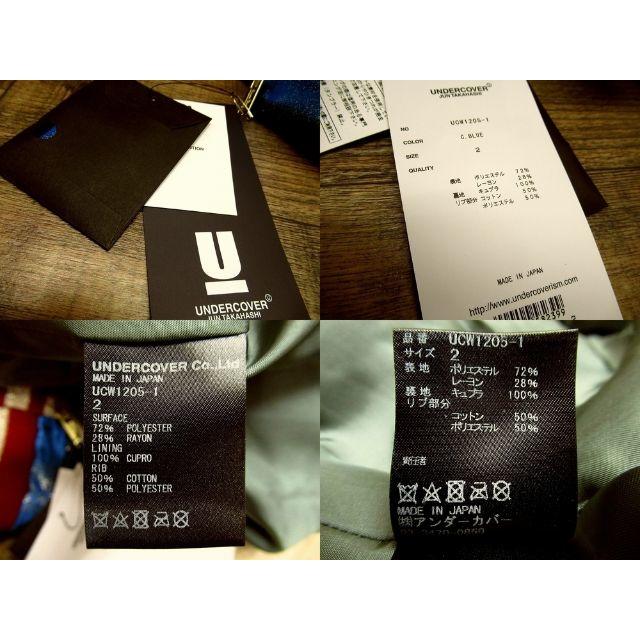 U
UNDERCOVER
JUN TAKAHASHI
UNDERCOVER
JUN TAKAHASHI
NO UCW1205-1
COLOR C.BLUE
SIZE 2
QUALITY
表地 ポリエステル 72%
レーヨン 28%
裏地 キュプラ 100%
リブ部分 コットン 50%
ポリエステル 50%
MADE IN JAPAN
http://www.undercoverism.com
UNDERCOVER Co.,Ltd
MADE IN JAPAN
UCW1205-1
2
SURFACE
72% POLYESTER
28% RAYON
LINING
100% CUPRO
RIB
50% COTTON
50% POLYESTER
品番 UCW1205-1
サイズ 2
表地 ポリエステル 72%
レーヨン 28%
裏地 キュプラ 100%
リブ部分
コットン 50%
ポリエステル 50%
責任者
MADE IN JAPAN
㈱アンダーカバー